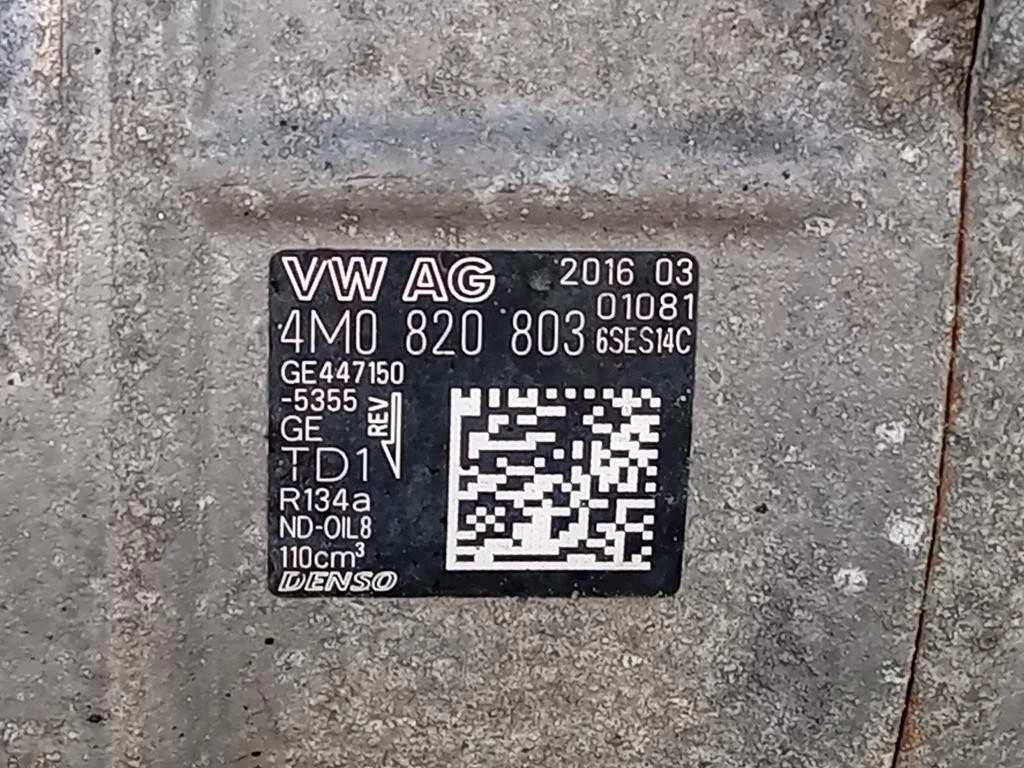 VW AG 2016 03
01081
4M0 820 803 6SES14C
GE447150
-5355
REV
GE
TD1
R134a
ND-OIL8
110cm³
DENSO